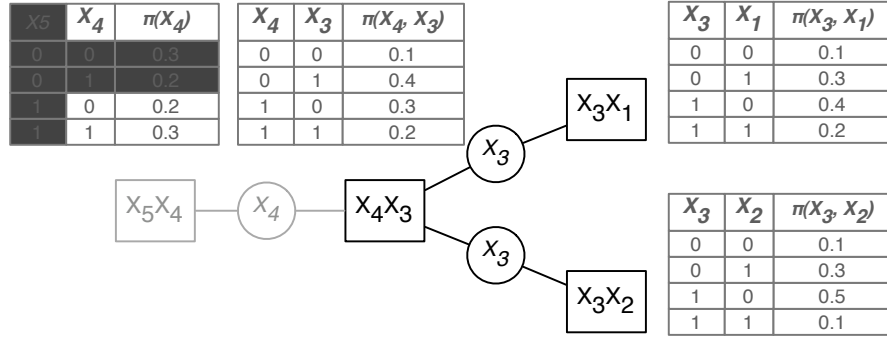 X5 X4 π(X4)
0 0 0.3
0 1 0.2
1 0 0.2
1 1 0.3
X4 X3 π(X4, X3)
0 0 0.1
0 1 0.4
1 0 0.3
1 1 0.2
X3 X1 π(X3, X1)
0 0 0.1
0 1 0.3
1 0 0.4
1 1 0.2
X3X1
X3
X5X4
X4
X4X3
X3
X3X2
X3 X2 π(X3, X2)
0 0 0.1
0 1 0.3
1 0 0.5
1 1 0.1